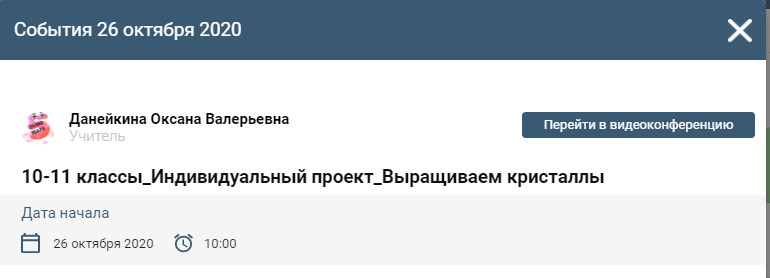 События 26 октября 2020
Данейкина Оксана Валерьевна
Учитель
Перейти в видеоконференцию
10-11 классы_Индивидуальный проект_Выращиваем кристаллы
Дата начала
26 октября 2020 10:00